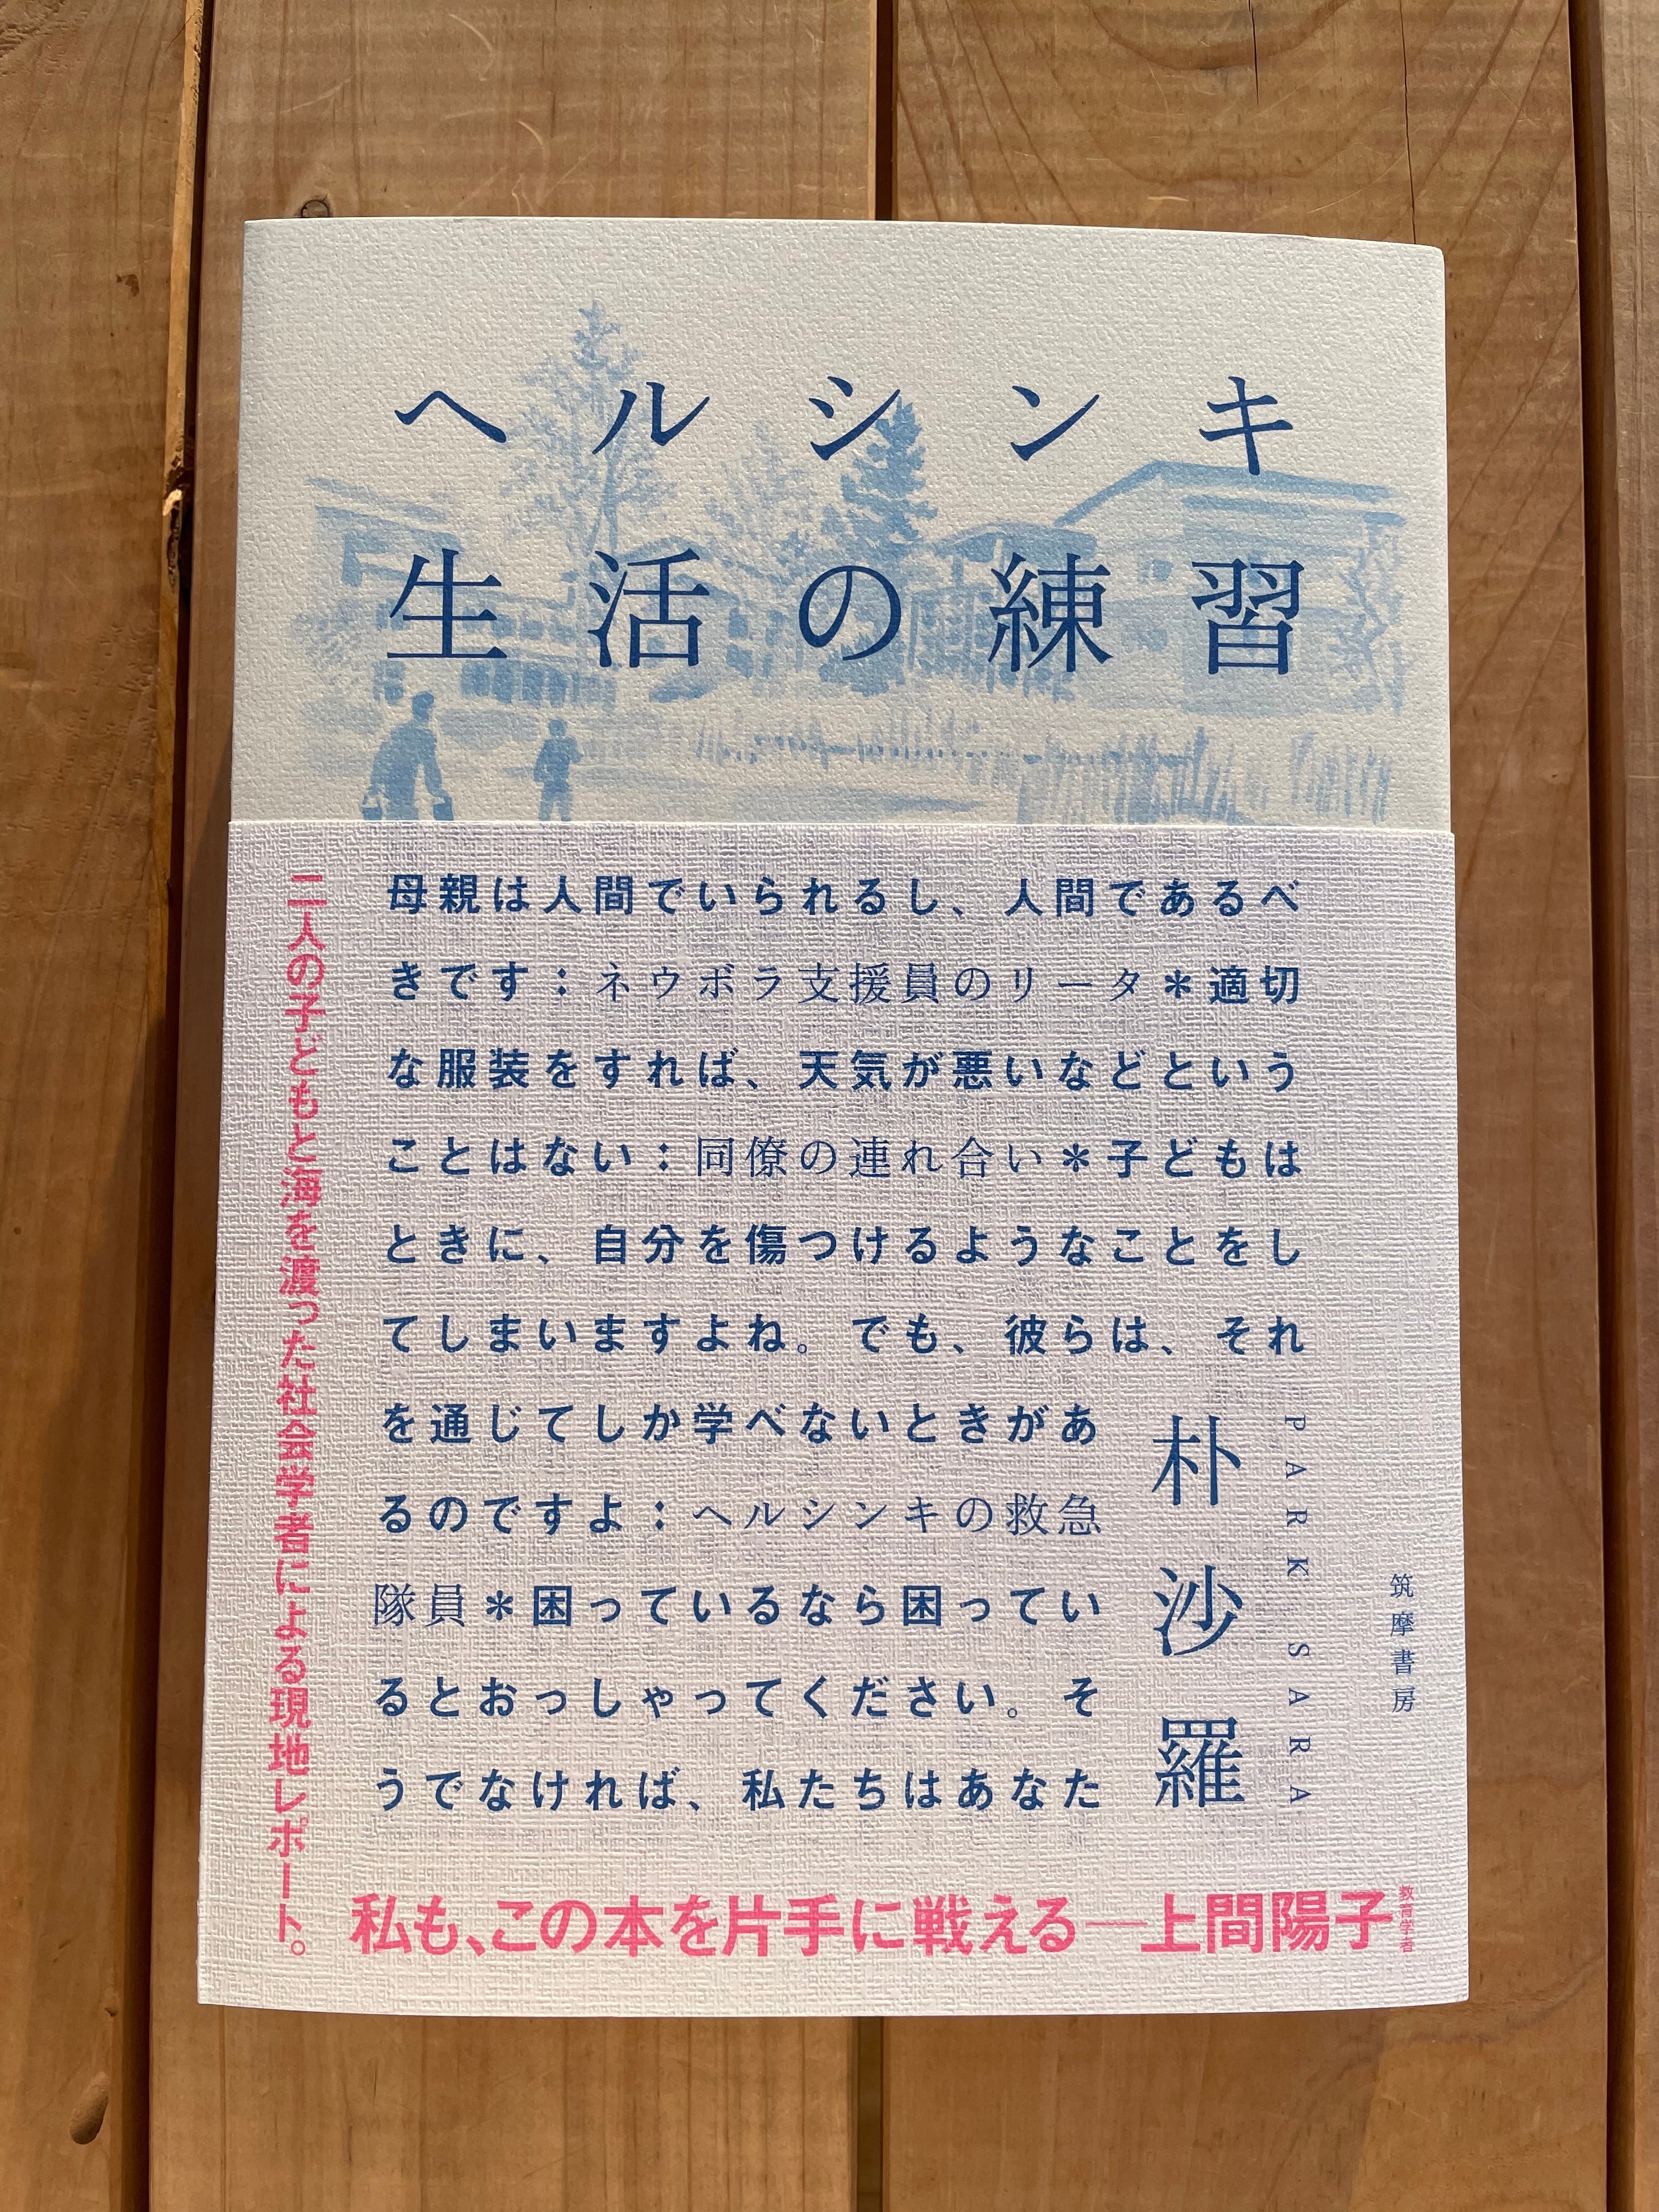 ヘルシンキ
生活の練習
母親は人間でいられるし、人間であるべ
きです：ネウボラ支援員のリータ＊適切
な服装をすれば、天気が悪いなどという
ことはない：同僚の連れ合い＊子どもは
ときに、自分を傷つけるようなことをし
てしまいますよね。でも、彼らは、それ
を通じてしか学べないときがあ
るのですよ：ヘルシンキの救急
隊員＊困っているなら困ってい
るとおっしゃってください。そ
うでなければ、私たちはあなた
朴沙羅
PARK SARA
筑摩書房
二人の子どもと海を渡った社会学者による現地レポート。
私も、この本を片手に戦える──上間陽子
教育学者